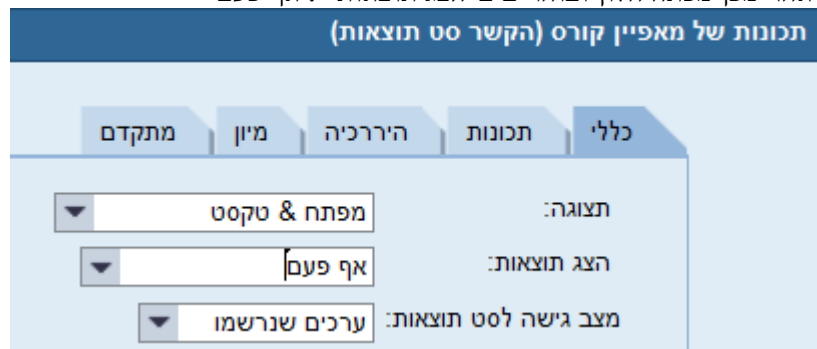 תכונות של מאפיין קורס (הקשר סט תוצאות)
כללי תכונות היררכיה מיון מתקדם
תצוגה: מפתח & טקסט
הצג תוצאות: אף פעם
מצב גישה לסט תוצאות: ערכים שנרשמו